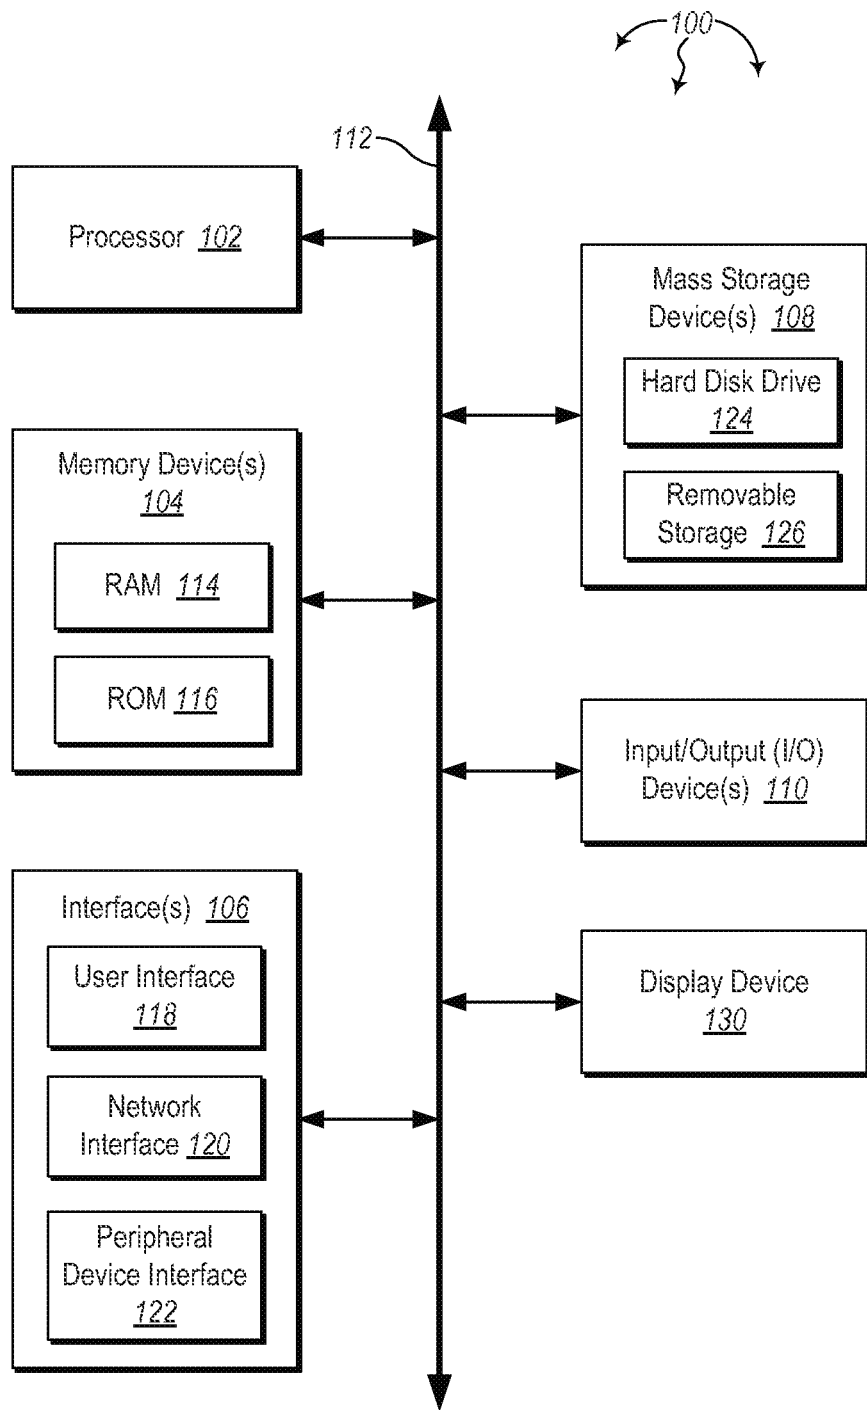 100
112
Processor 102
Mass Storage
Device(s) 108
Hard Disk Drive
124
Removable
Storage 126
Memory Device(s)
104
RAM 114
ROM 116
Input/Output (I/O)
Device(s) 110
Interface(s) 106
User Interface
118
Network
Interface 120
Peripheral
Device Interface
122
Display Device
130